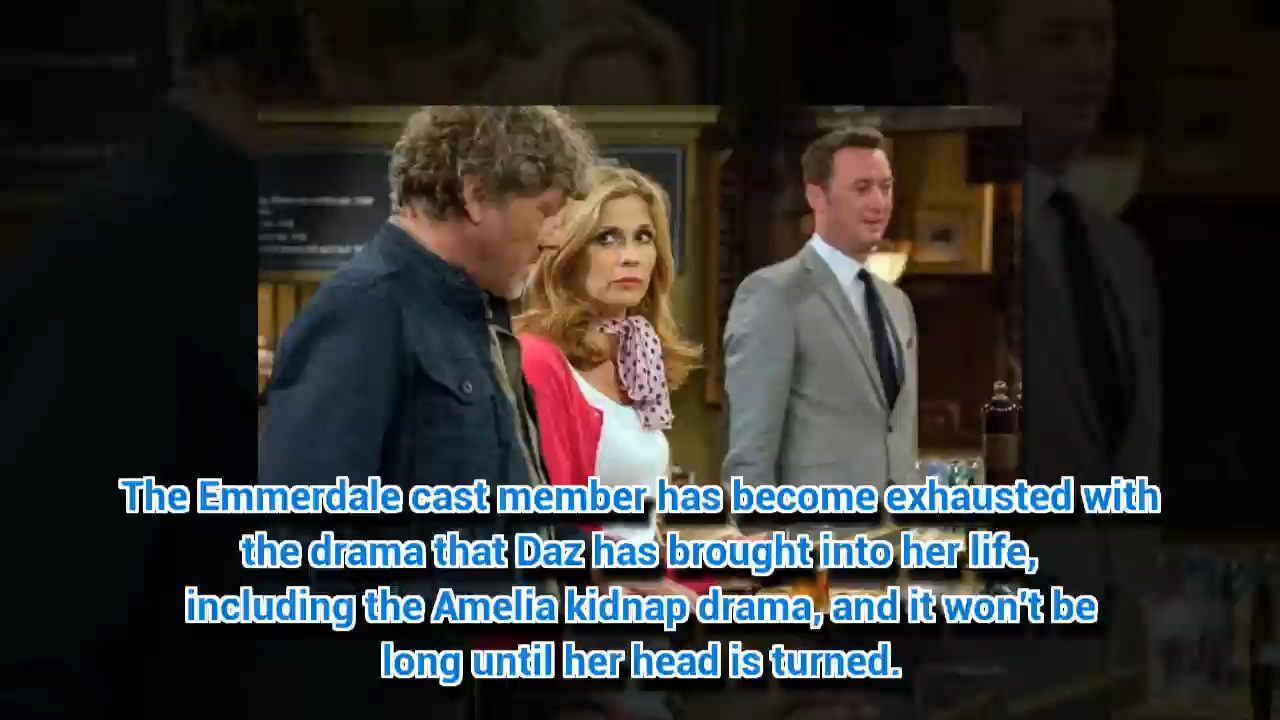 The Emmerdale cast member has become exhausted with
the drama that Daz has brought into her life,
including the Amelia kidnap drama, and it won't be
long until her head is turned.